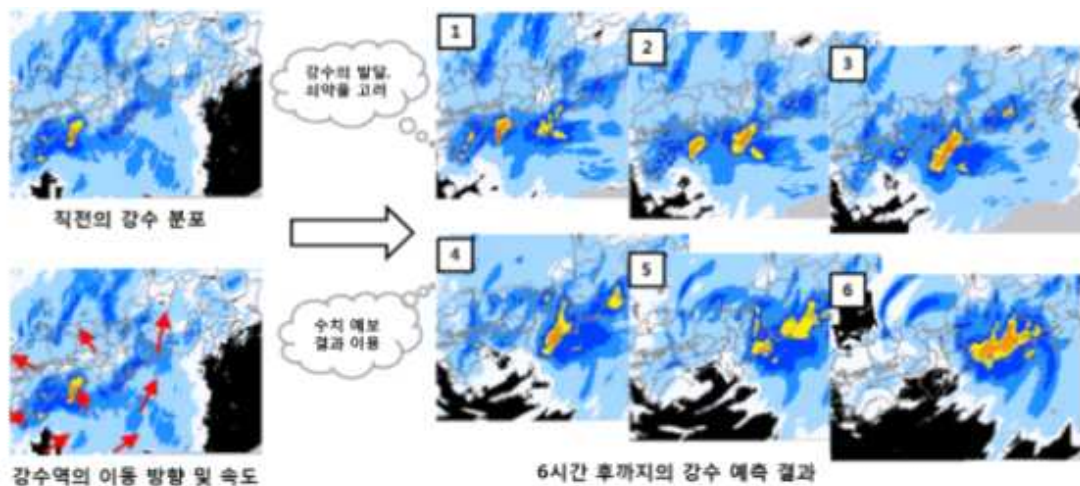 강수의 발달,
쇠약을 고려
직전의 강수 분포
수치 예보
결과 이용
강수역의 이동 방향 및 속도
1
2
3
4
5
6
6시간 후까지의 강수 예측 결과